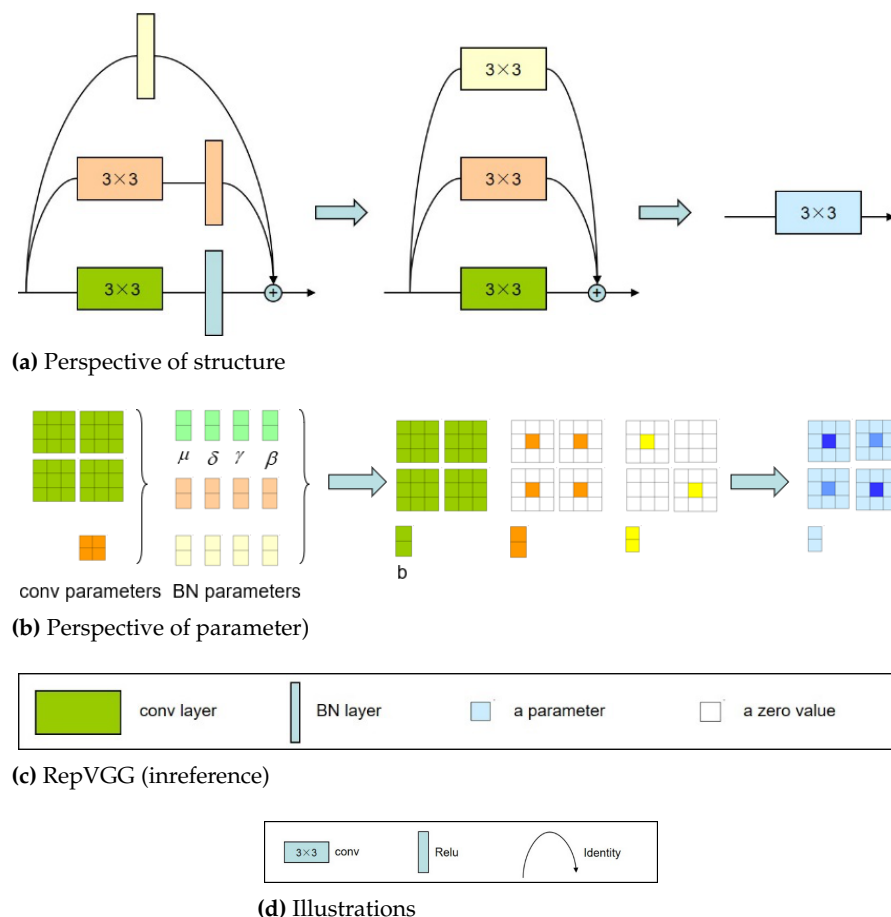 3×3
3×3
3×3
3×3
3×3
3×3
(a) Perspective of structure
μ δ γ β
b
conv parameters BN parameters
(b) Perspective of parameter)
conv layer BN layer a parameter a zero value
(c) RepVGG (inreference)
3×3 conv Relu Identity
(d) Illustrations